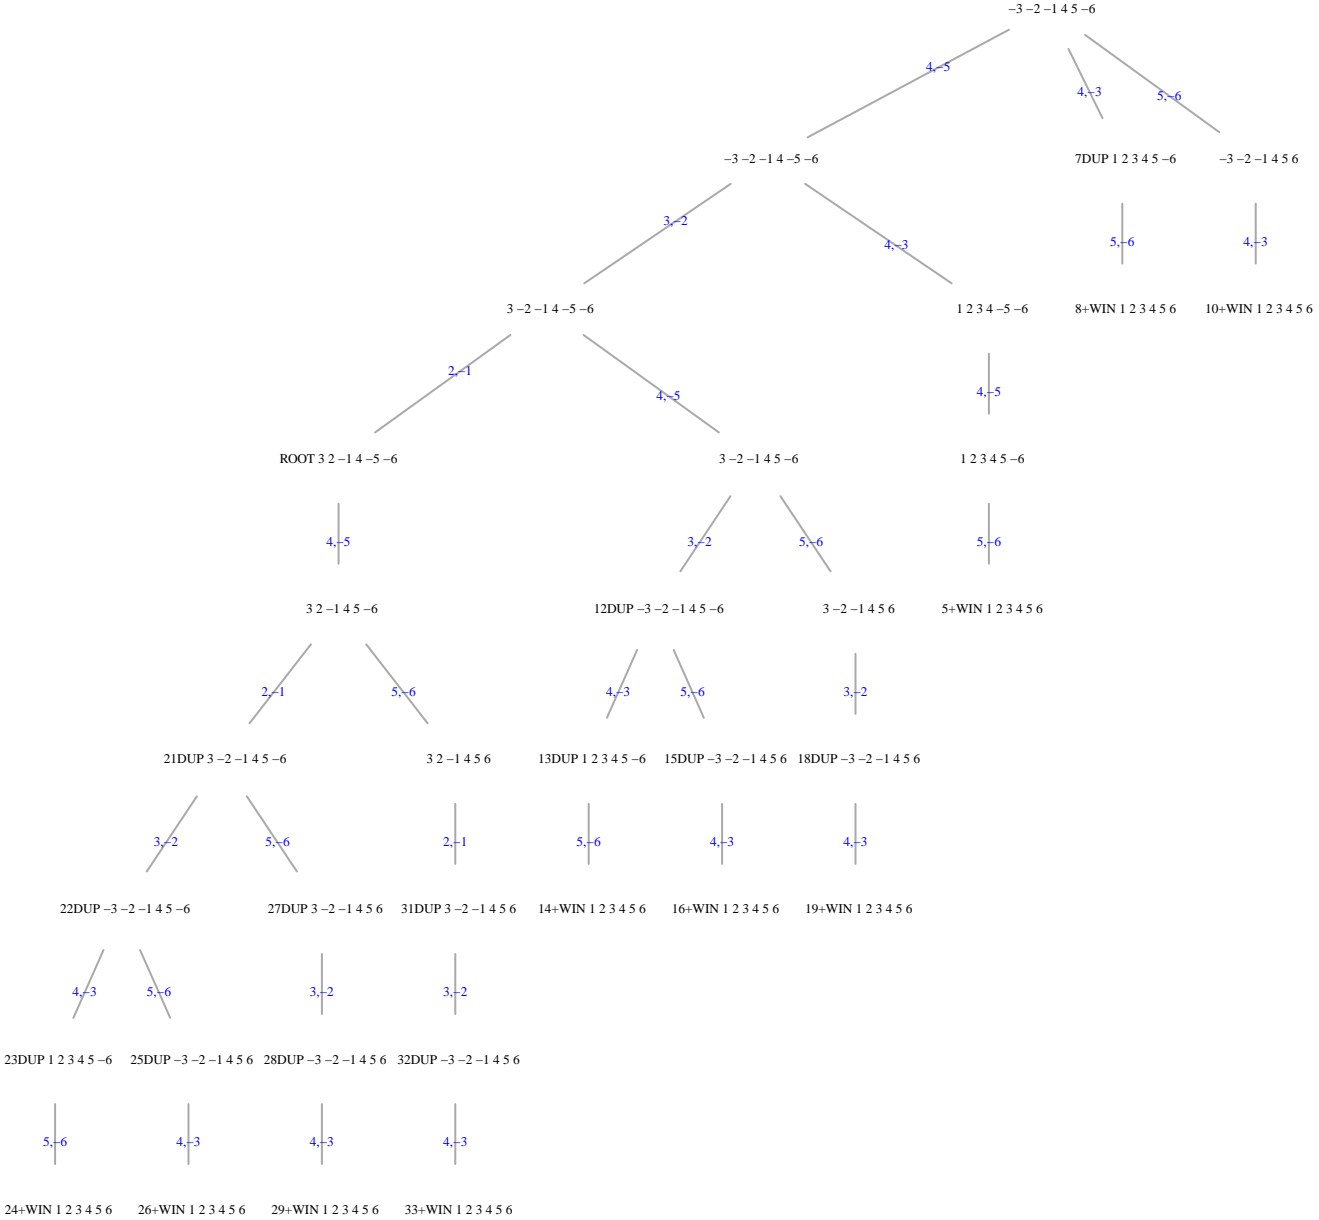 −3 −2 −1 4 5 −6
4,−5
4,−3
5,−6
−3 −2 −1 4 −5 −6
7DUP 1 2 3 4 5 −6
−3 −2 −1 4 5 6
3,−2
4,−3
5,−6
4,−3
3 −2 −1 4 −5 −6
1 2 3 4 −5 −6
8+WIN 1 2 3 4 5 6
10+WIN 1 2 3 4 5 6
2,−1
4,−5
4,−5
ROOT 3 2 −1 4 −5 −6
3 −2 −1 4 5 −6
1 2 3 4 5 −6
4,−5
3,−2
5,−6
5,−6
3 2 −1 4 5 −6
12DUP −3 −2 −1 4 5 −6
3 −2 −1 4 5 6
5+WIN 1 2 3 4 5 6
2,−1
5,−6
4,−3
5,−6
3,−2
21DUP 3 −2 −1 4 5 −6
3 2 −1 4 5 6
13DUP 1 2 3 4 5 −6
15DUP −3 −2 −1 4 5 6
18DUP −3 −2 −1 4 5 6
3,−2
5,−6
2,−1
5,−6
4,−3
4,−3
22DUP −3 −2 −1 4 5 −6
27DUP 3 −2 −1 4 5 6
31DUP 3 −2 −1 4 5 6
14+WIN 1 2 3 4 5 6
16+WIN 1 2 3 4 5 6
19+WIN 1 2 3 4 5 6
4,−3
5,−6
3,−2
3,−2
23DUP 1 2 3 4 5 −6
25DUP −3 −2 −1 4 5 6
28DUP −3 −2 −1 4 5 6
32DUP −3 −2 −1 4 5 6
5,−6
4,−3
4,−3
4,−3
24+WIN 1 2 3 4 5 6
26+WIN 1 2 3 4 5 6
29+WIN 1 2 3 4 5 6
33+WIN 1 2 3 4 5 6